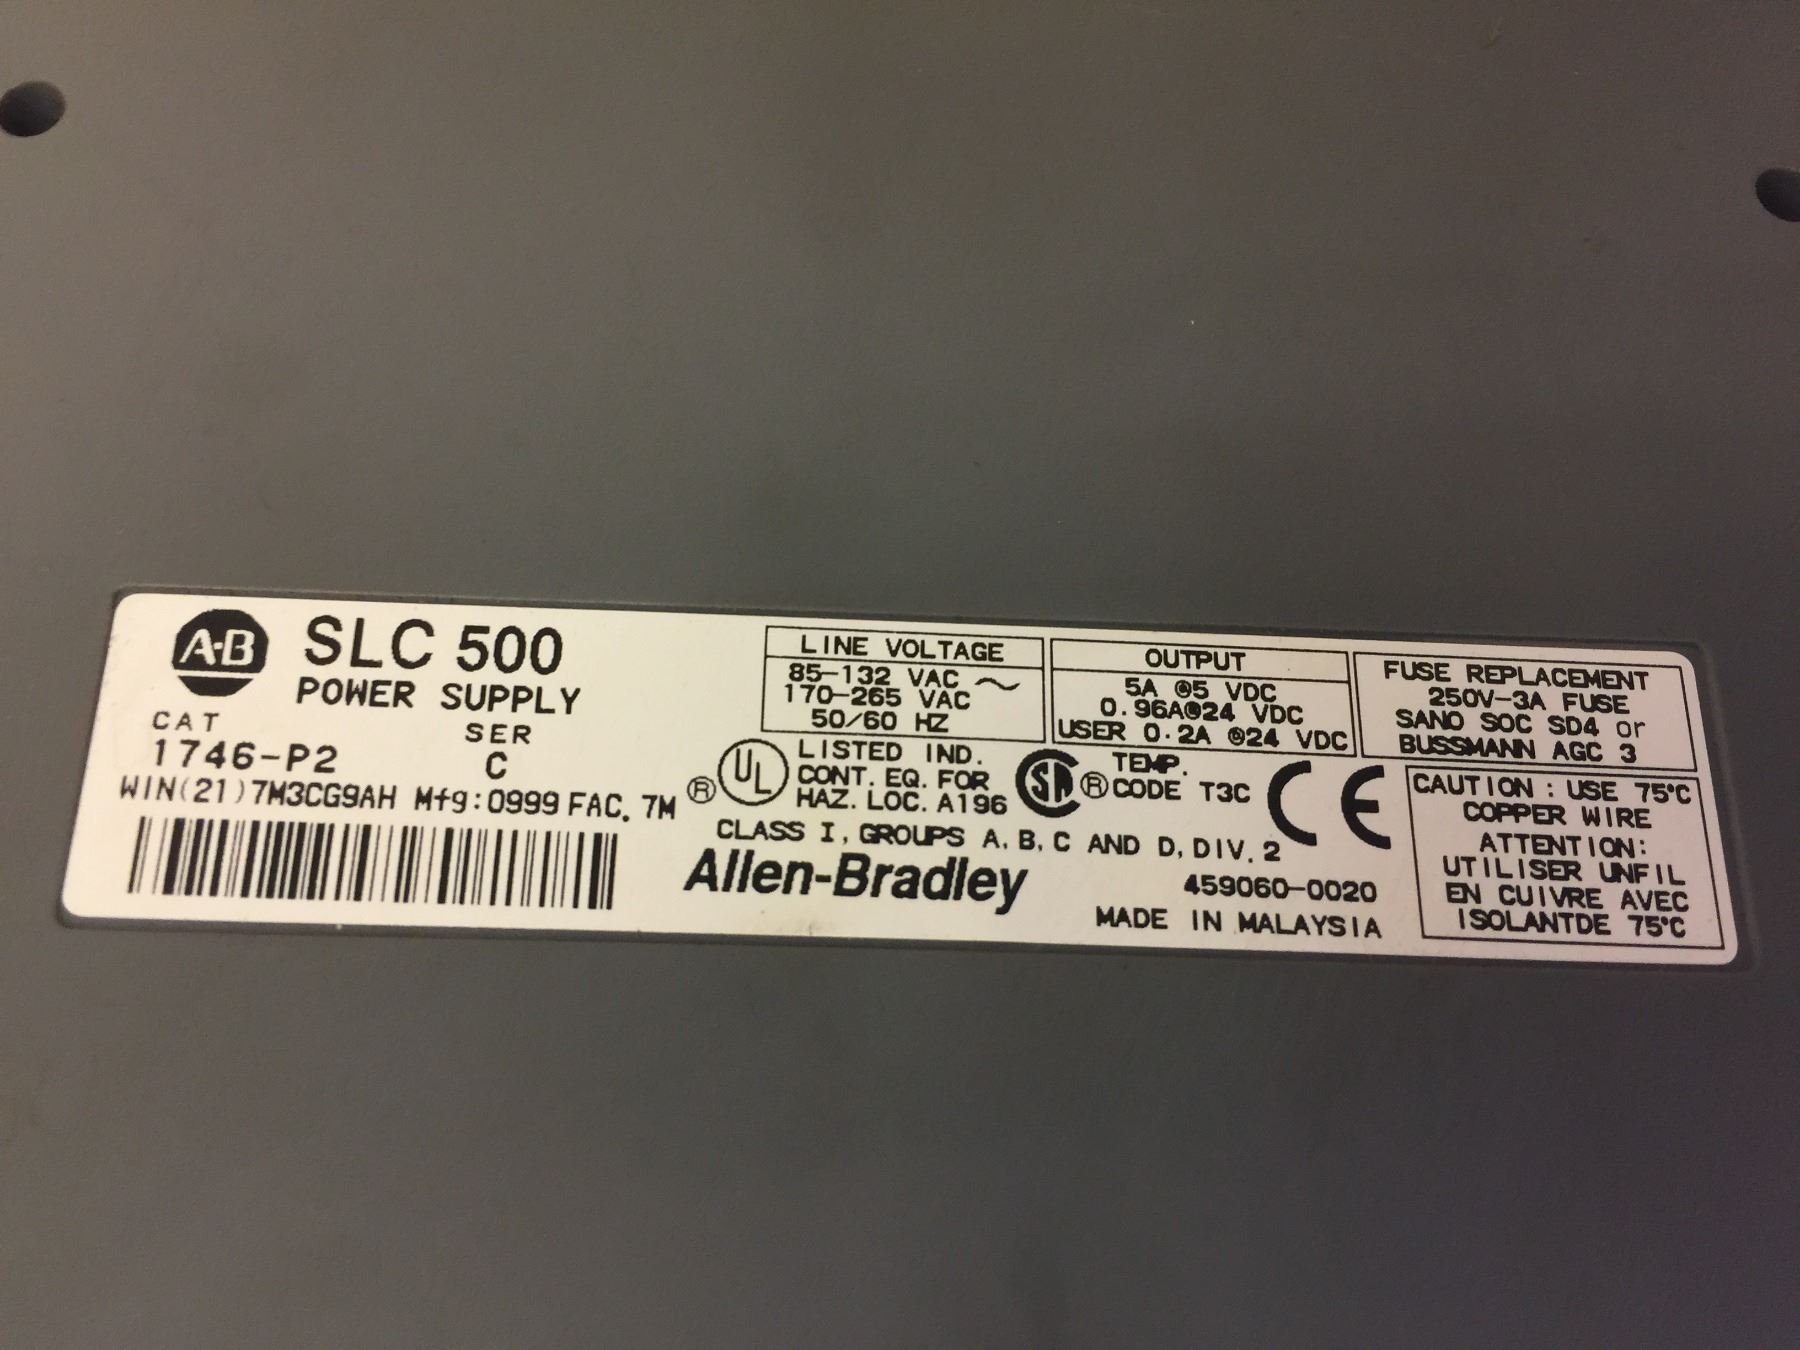 A-B
SLC 500
POWER SUPPLY
CAT
SER
1746-P2
C
WIN(21)7M3CG9AH Mfg:0999 FAC. 7M
LINE VOLTAGE
85-132 VAC ~
170-265 VAC
50/60 HZ
OUTPUT
5A @5 VDC
0.96A@24 VDC
USER 0.2A @24 VDC
FUSE REPLACEMENT
250V-3A FUSE
SANO SOC SD4 or
BUSSMANN AGC 3
® UL
LISTED IND.
CONT. EQ. FOR
HAZ. LOC. A196
SA ®
TEMP.
CODE T3C
CE
CLASS I, GROUPS A, B, C AND D, DIV. 2
Allen-Bradley
459060-0020
MADE IN MALAYSIA
CAUTION : USE 75°C
COPPER WIRE
ATTENTION:
UTILISER UNFIL
EN CUIVRE AVEC
ISOLANTDE 75°C